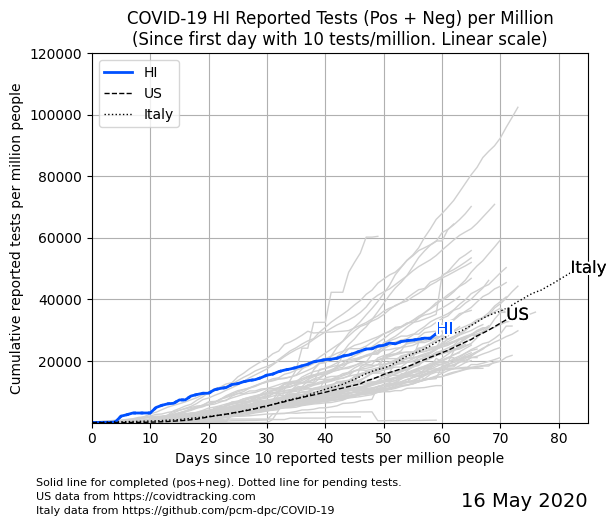 COVID-19 HI Reported Tests (Pos + Neg) per Million
(Since first day with 10 tests/million. Linear scale)
120000
100000
80000
60000
40000
20000
Cumulative reported tests per million people
HI
US
Italy
Italy
US
HI
0 10 20 30 40 50 60 70 80
Days since 10 reported tests per million people
Solid line for completed (pos+neg). Dotted line for pending tests.
US data from https://covidtracking.com
Italy data from https://github.com/pcm-dpc/COVID-19
16 May 2020